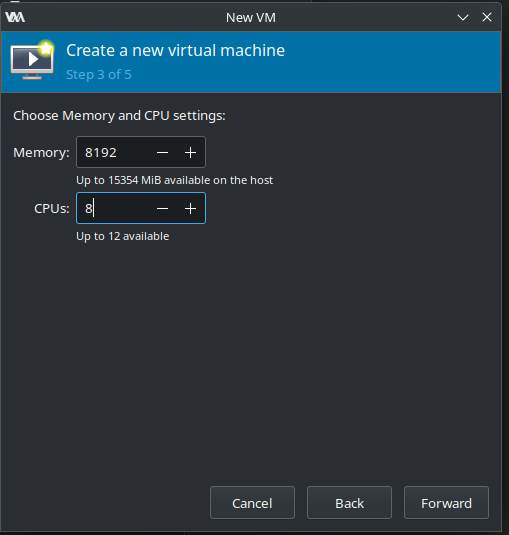 New VM
Create a new virtual machine
Step 3 of 5
Choose Memory and CPU settings:
Memory: 8192
Up to 15354 MiB available on the host
CPUs: 8
Up to 12 available
Cancel Back Forward